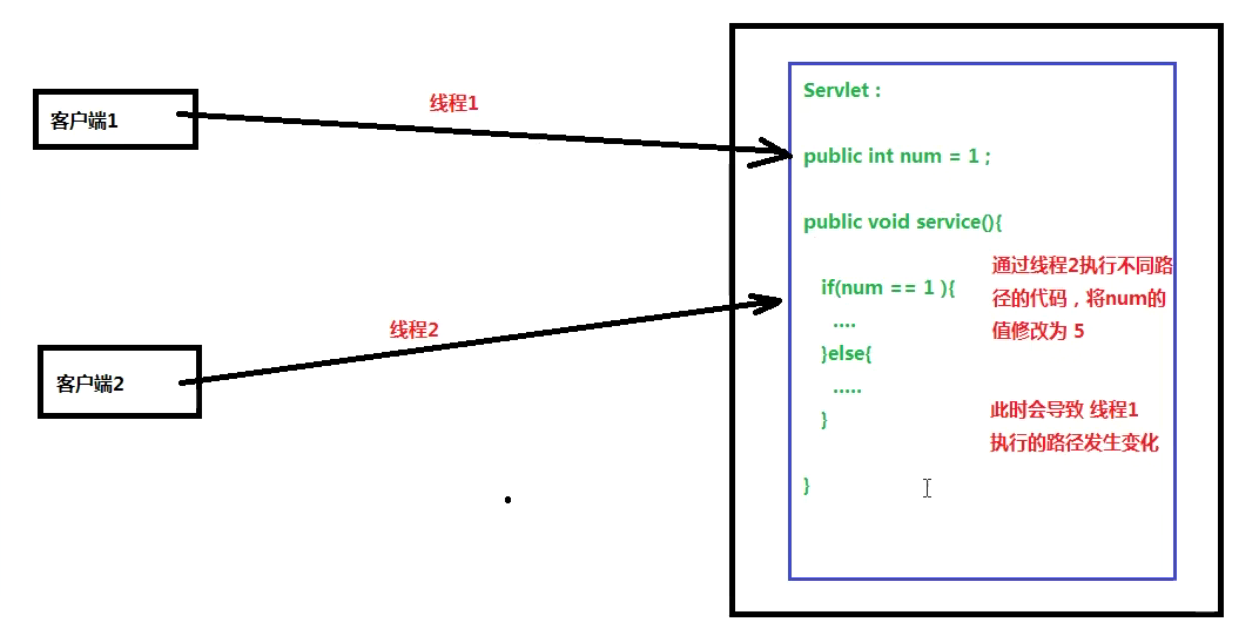 客户端1
线程1
Servlet :
public int num = 1 ;
public void service(){
if(num == 1 ){
....
}else{
.....
}
}
通过线程2执行不同路
径的代码，将num的
值修改为 5
此时会导致 线程1
执行的路径发生变化
线程2
客户端2